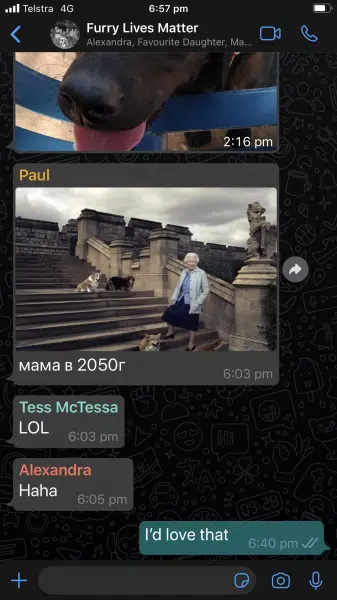 Telstra 4G 6:57 pm
Furry Lives Matter
Alexandra, Favourite Daughter, Ma...
2:16 pm
Paul
мама в 2050г
6:03 pm
Tess McTessa
LOL
6:03 pm
Alexandra
Haha
6:05 pm
I'd love that
6:40 pm